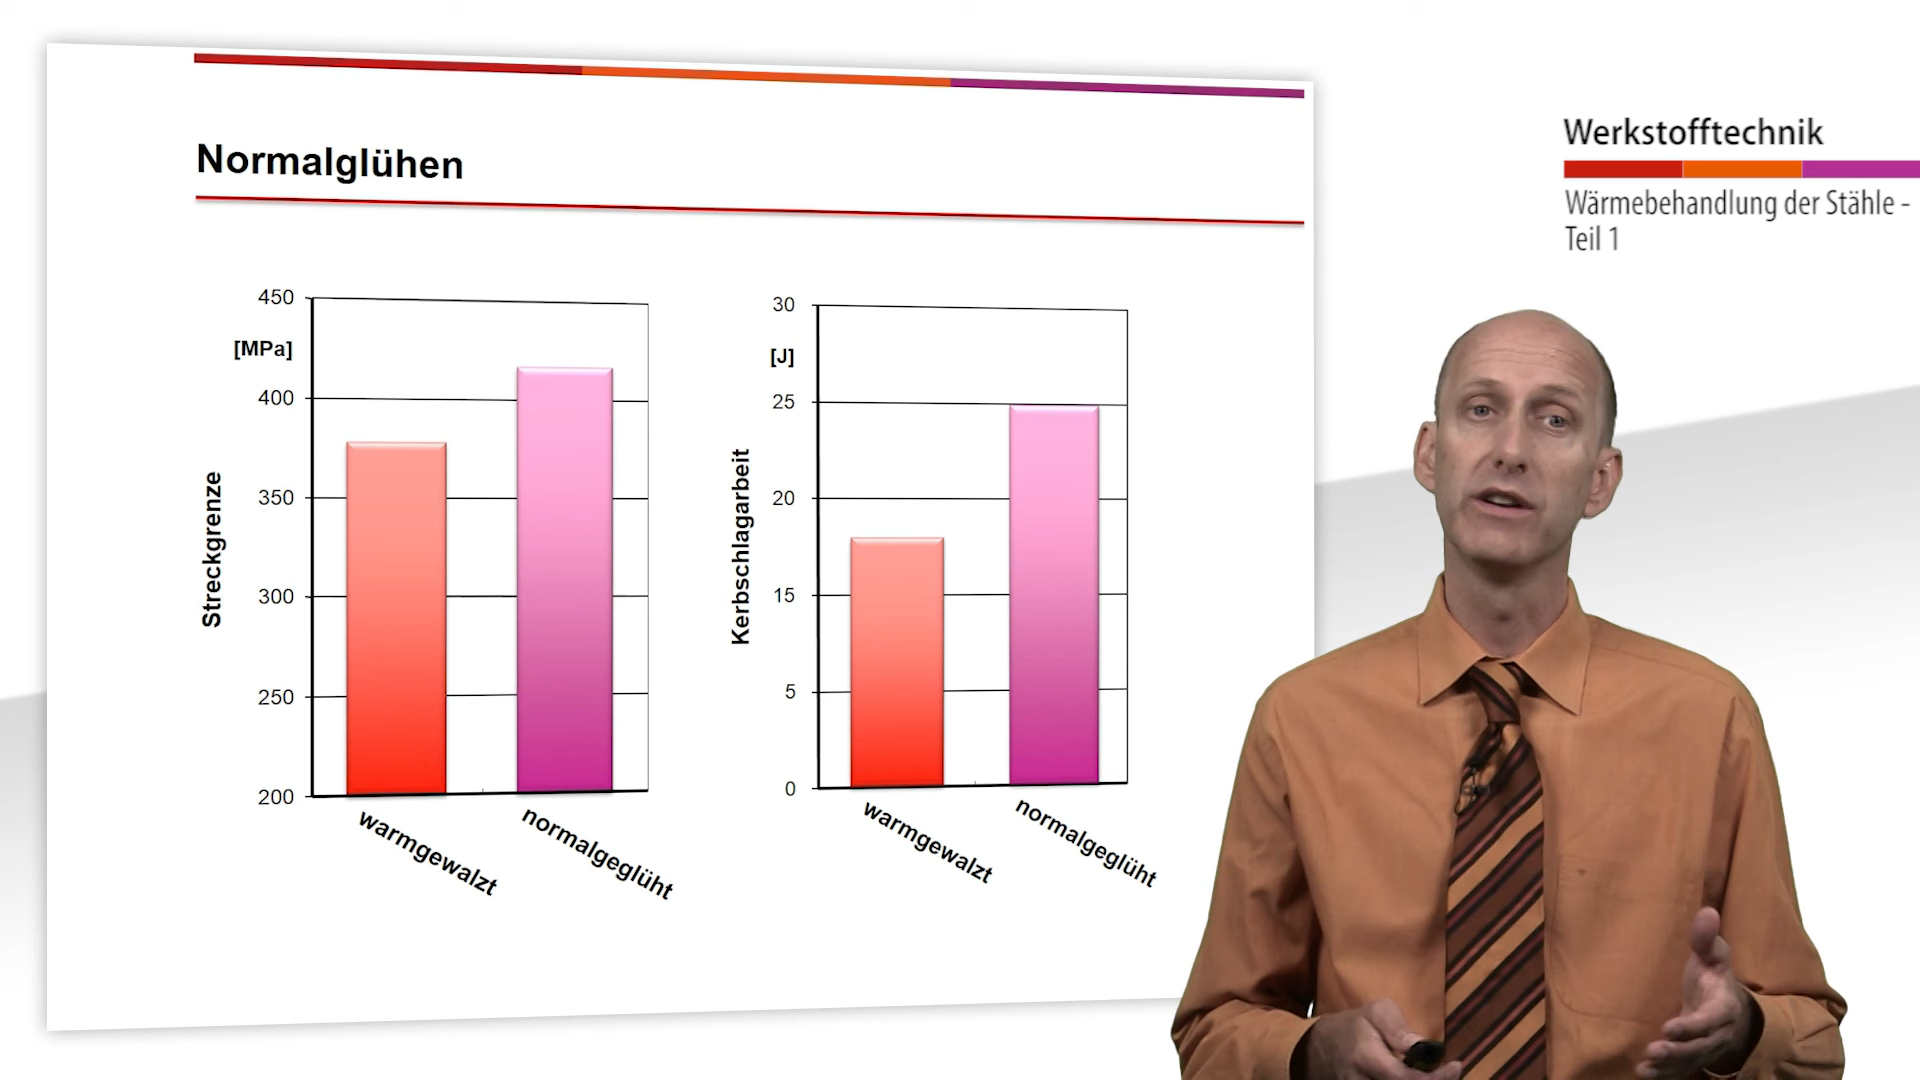 Normalglühen
Werkstofftechnik
Wärmebehandlung der Stähle -
Teil 1
450
[MPa]
400
350
300
250
200
Streckgrenze
warmgewalzt
normalgeglüht
30
[J]
25
20
15
5
0
Kerbschlagarbeit
warmgewalzt
normalgeglüht